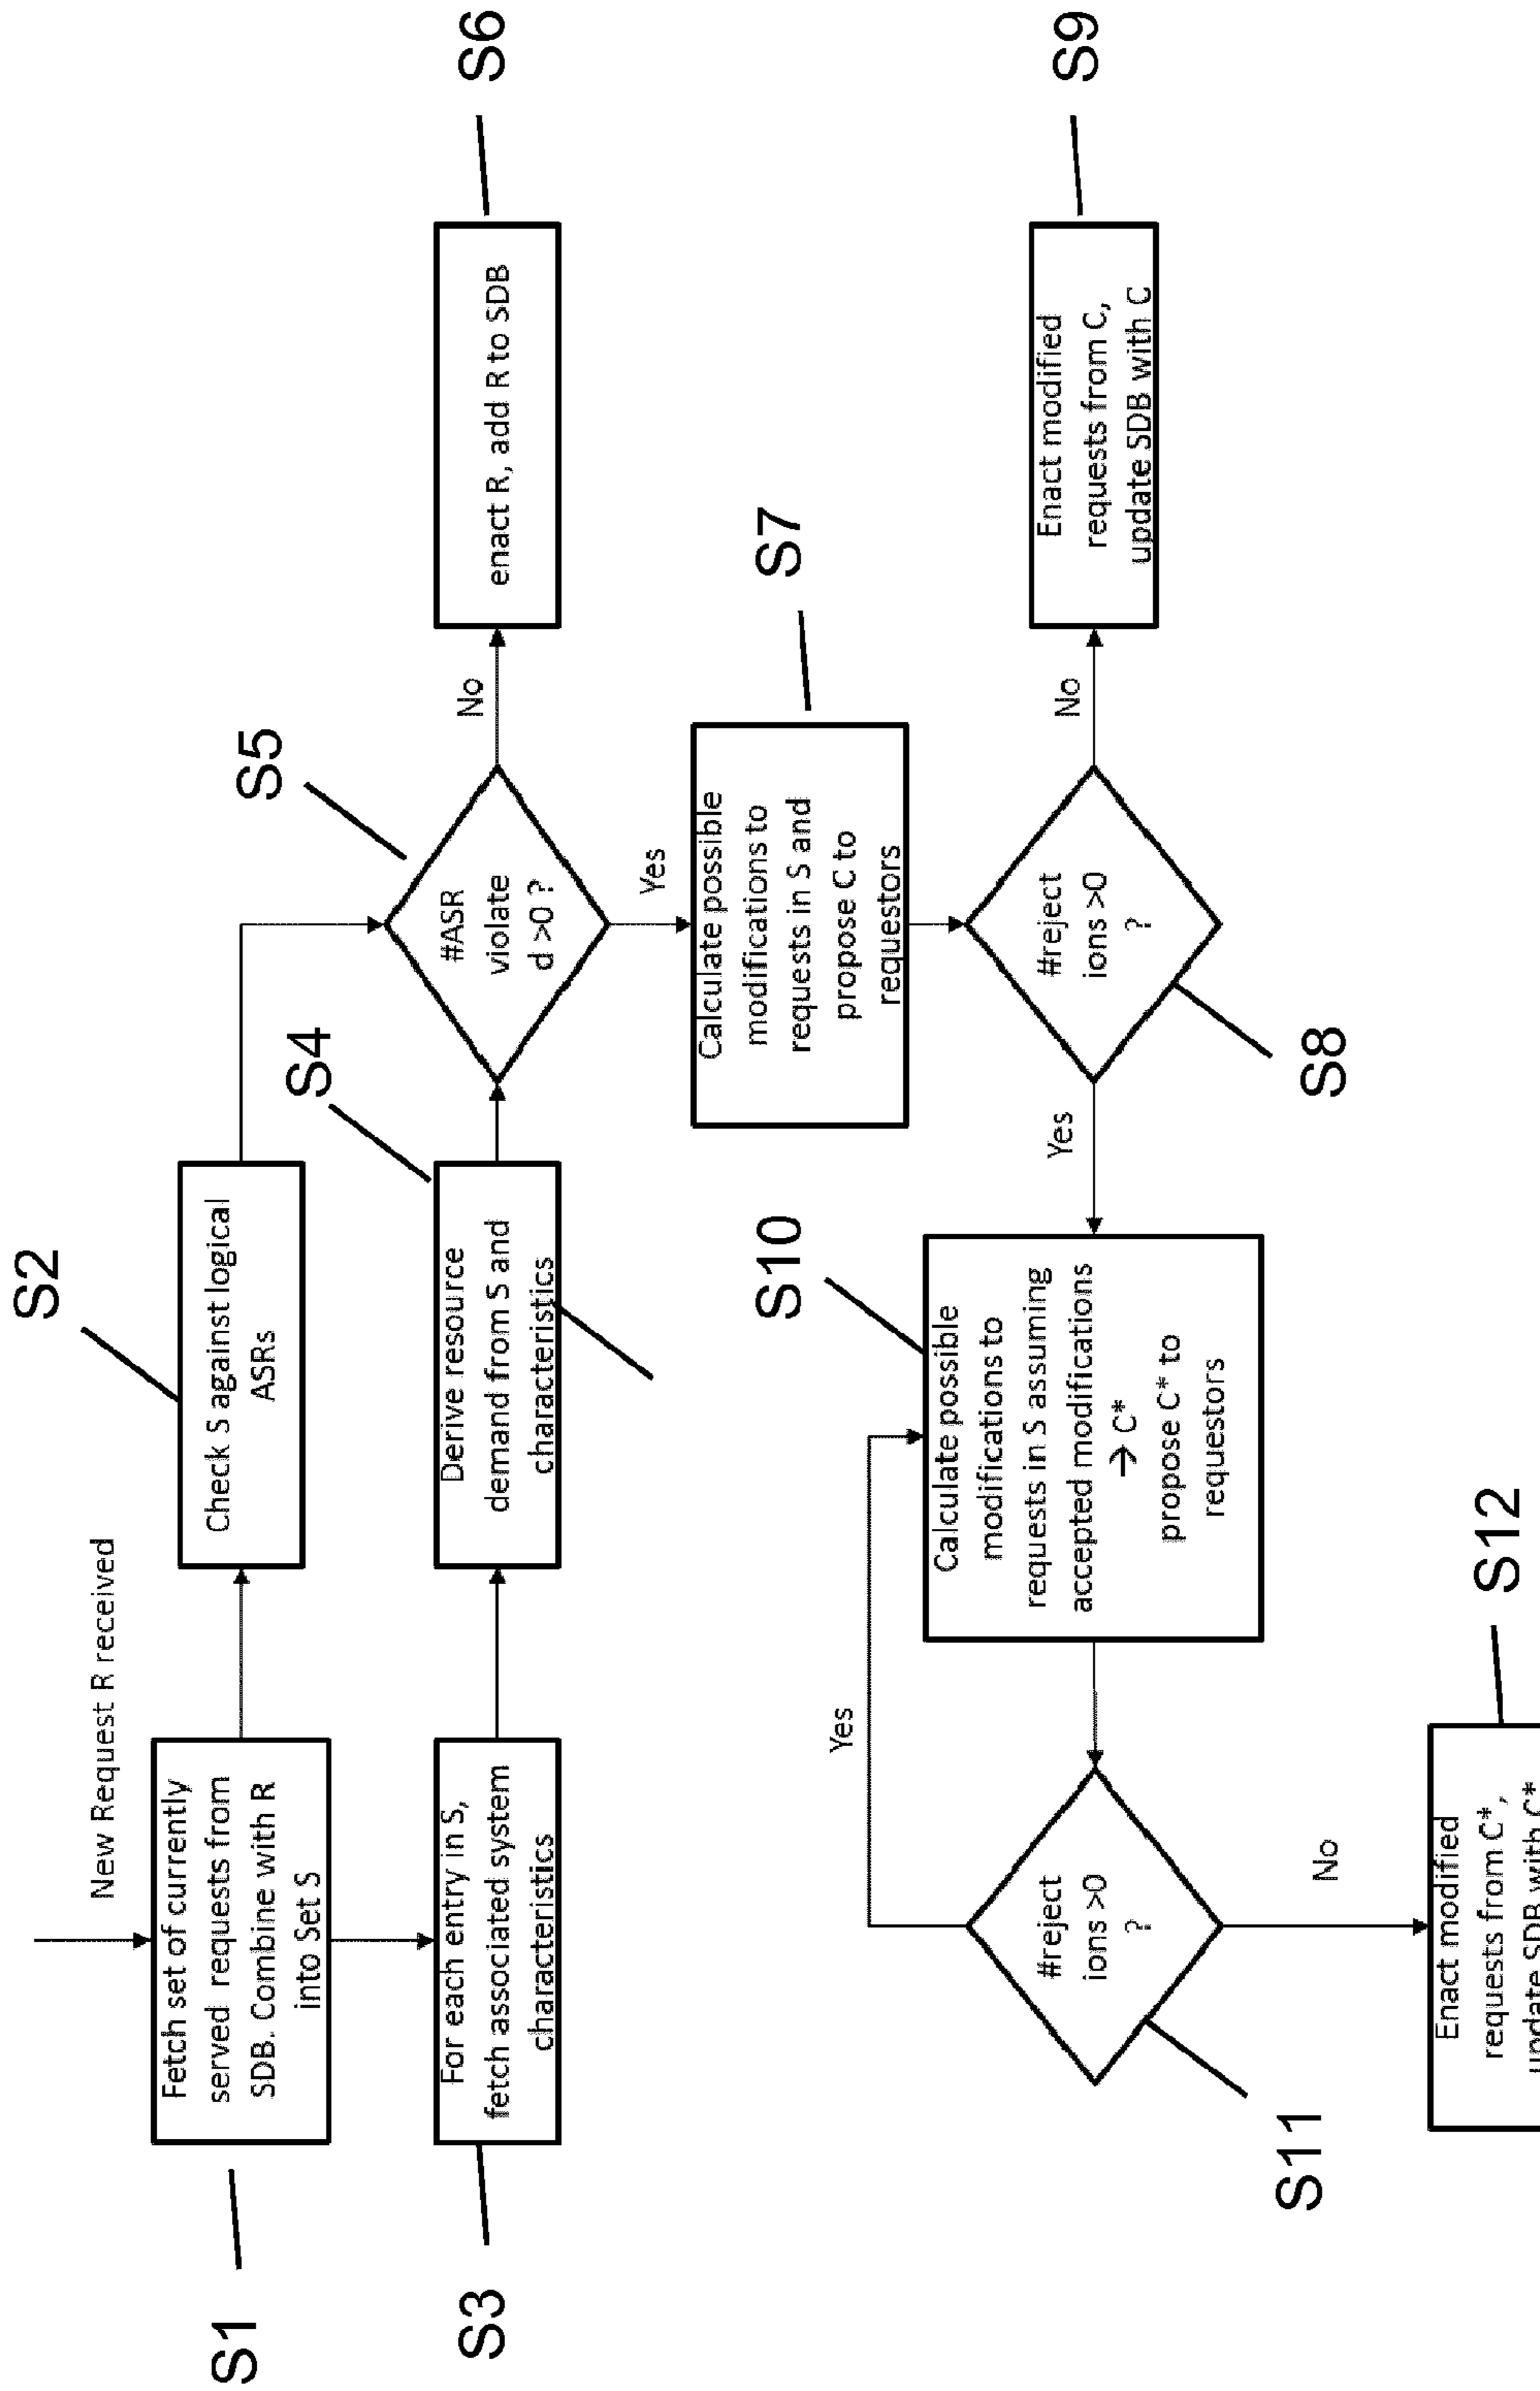 New Request R received
S1
Fetch set of currently
served requests from
SDB. Combine with R
into Set S
S2
Check S against logical
ASRs
S3
For each entry in S,
fetch associated system
characteristics
S4
Derive resource
demand from S and
characteristics
S5
#ASR
violate
d >0 ?
No
S6
enact R, add R to SDB
Yes
S7
Calculate possible
modifications to
requests in S and
propose C to
requestors
S8
#reject
ions >0
?
No
S9
Enact modified
requests from C,
update SDB with C
Yes
S10
Calculate possible
modifications to
requests in S assuming
accepted modifications
→ C*
propose C* to
requestors
Yes
S11
#reject
ions >0
?
No
S12
Enact modified
requests from C*,
update SDB with C*